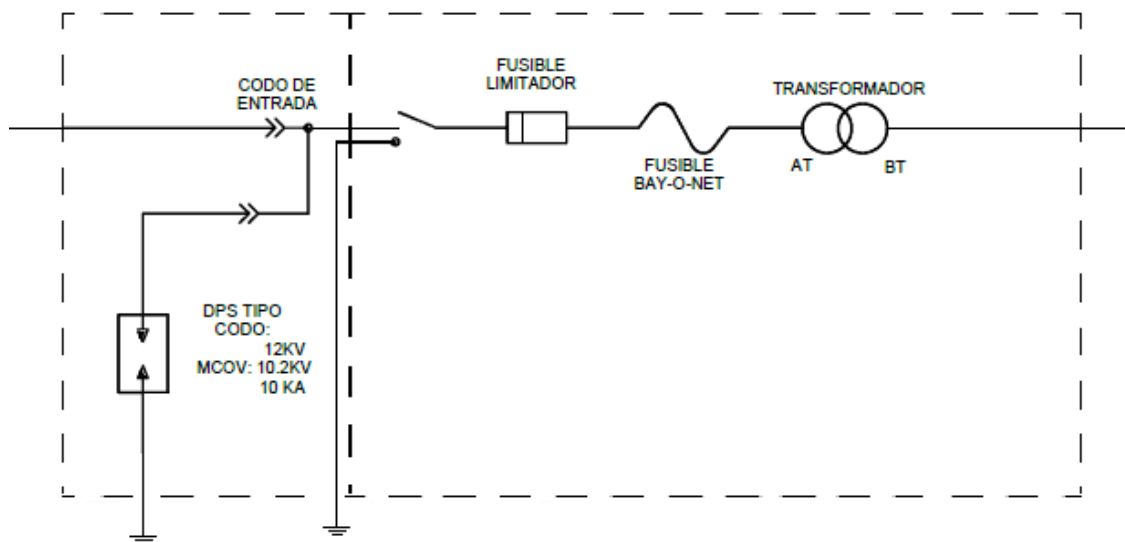 CODO DE
ENTRADA
FUSIBLE
LIMITADOR
FUSIBLE
BAY-O-NET
TRANSFORMADOR
AT
BT
DPS TIPO
CODO:
12KV
MCOV: 10.2KV
10 KA